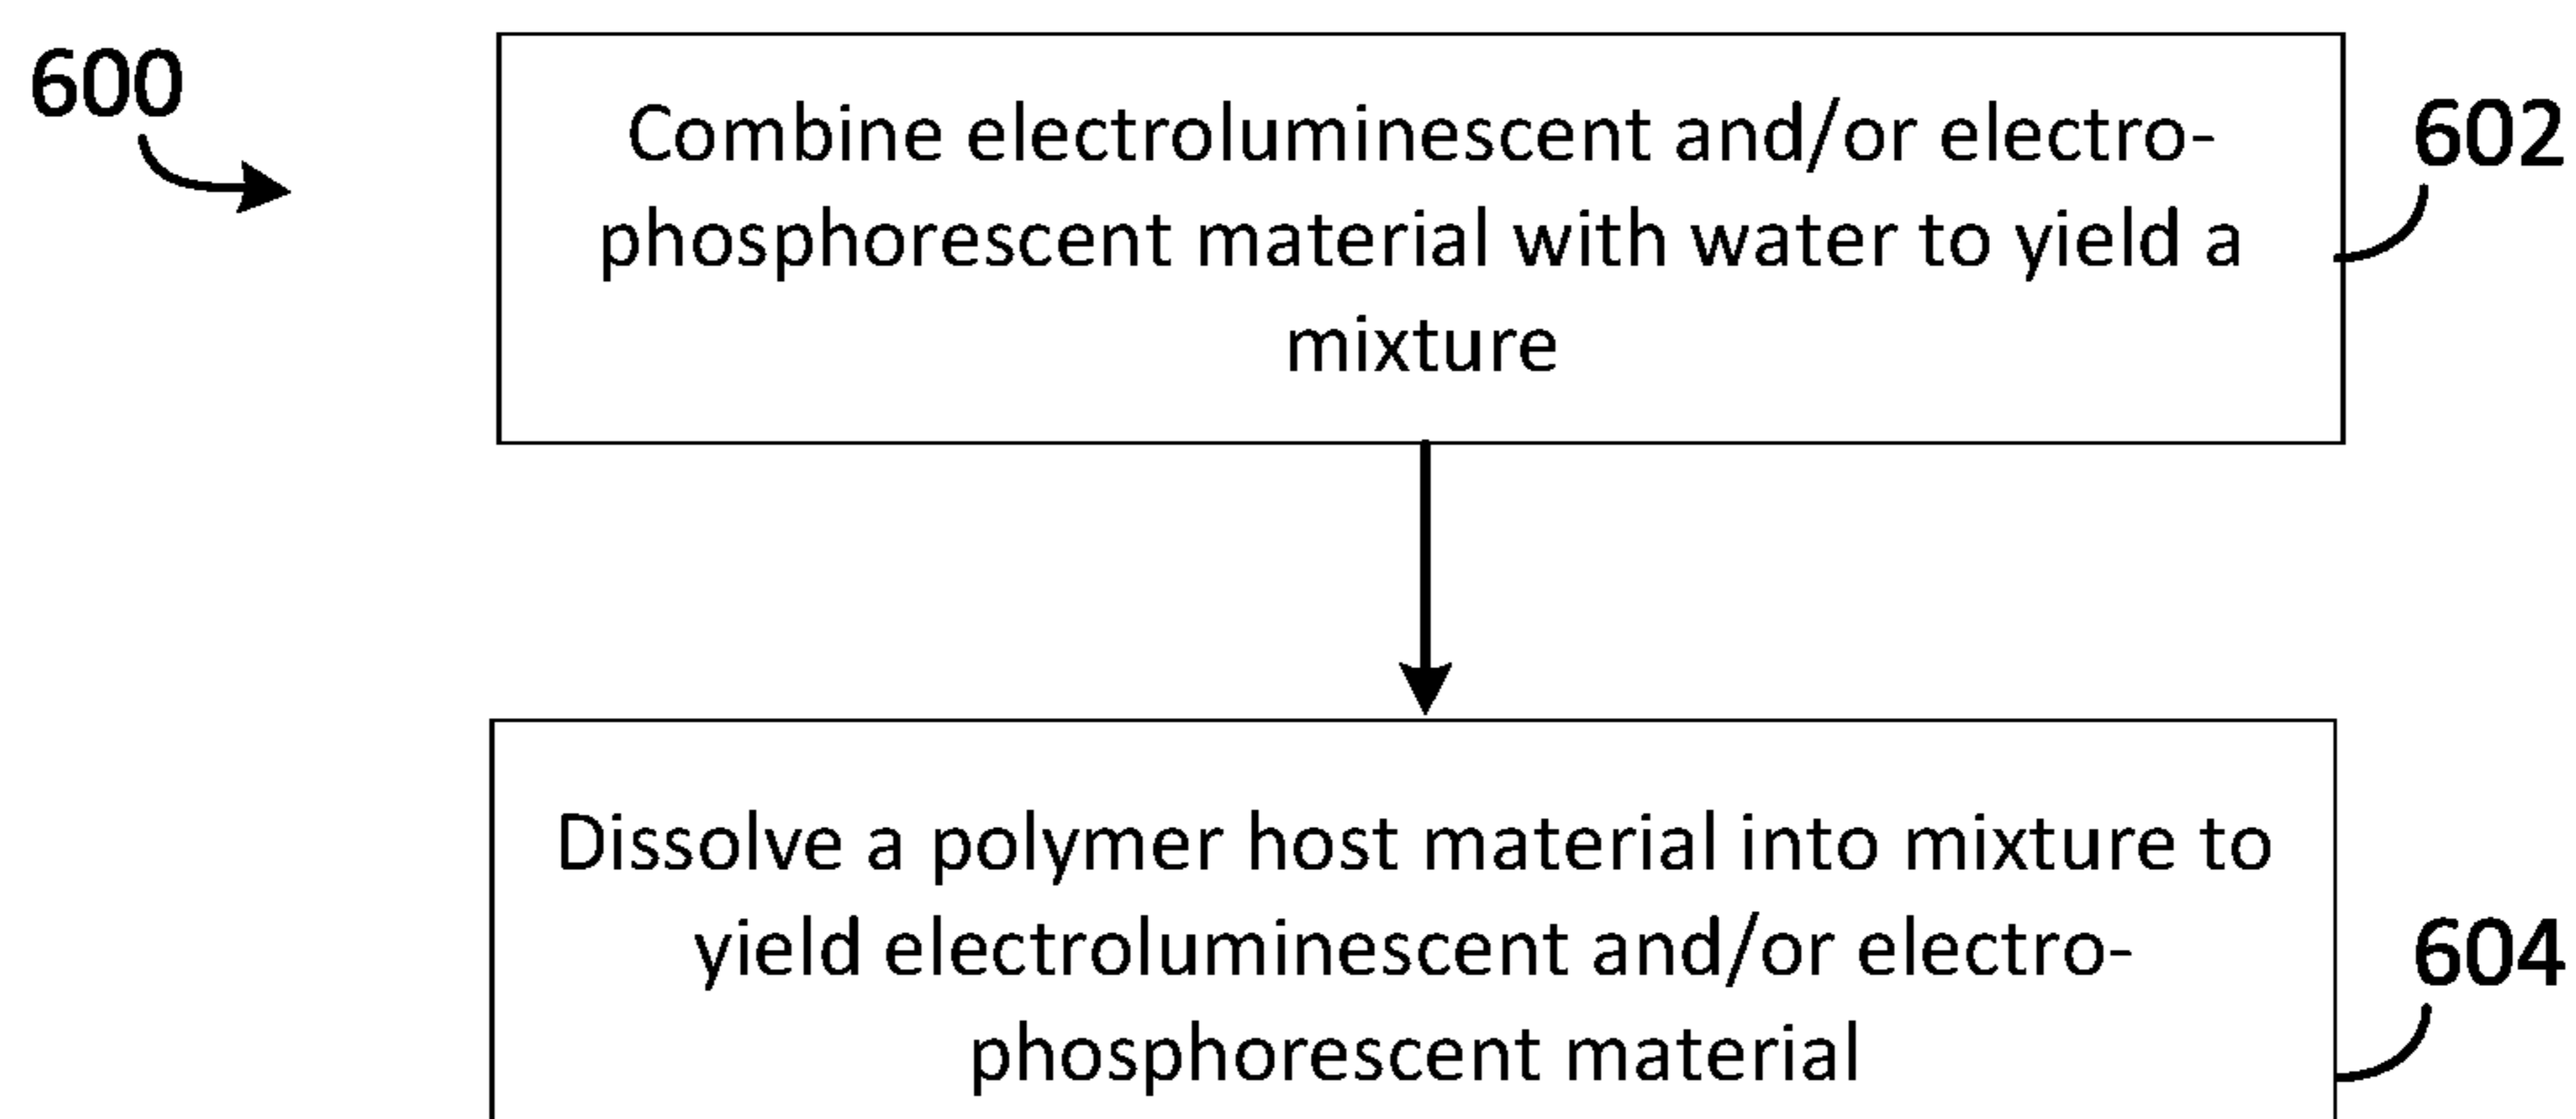 600
Combine electroluminescent and/or electro-
phosphorescent material with water to yield a
mixture
602
Dissolve a polymer host material into mixture to
yield electroluminescent and/or electro-
phosphorescent material
604